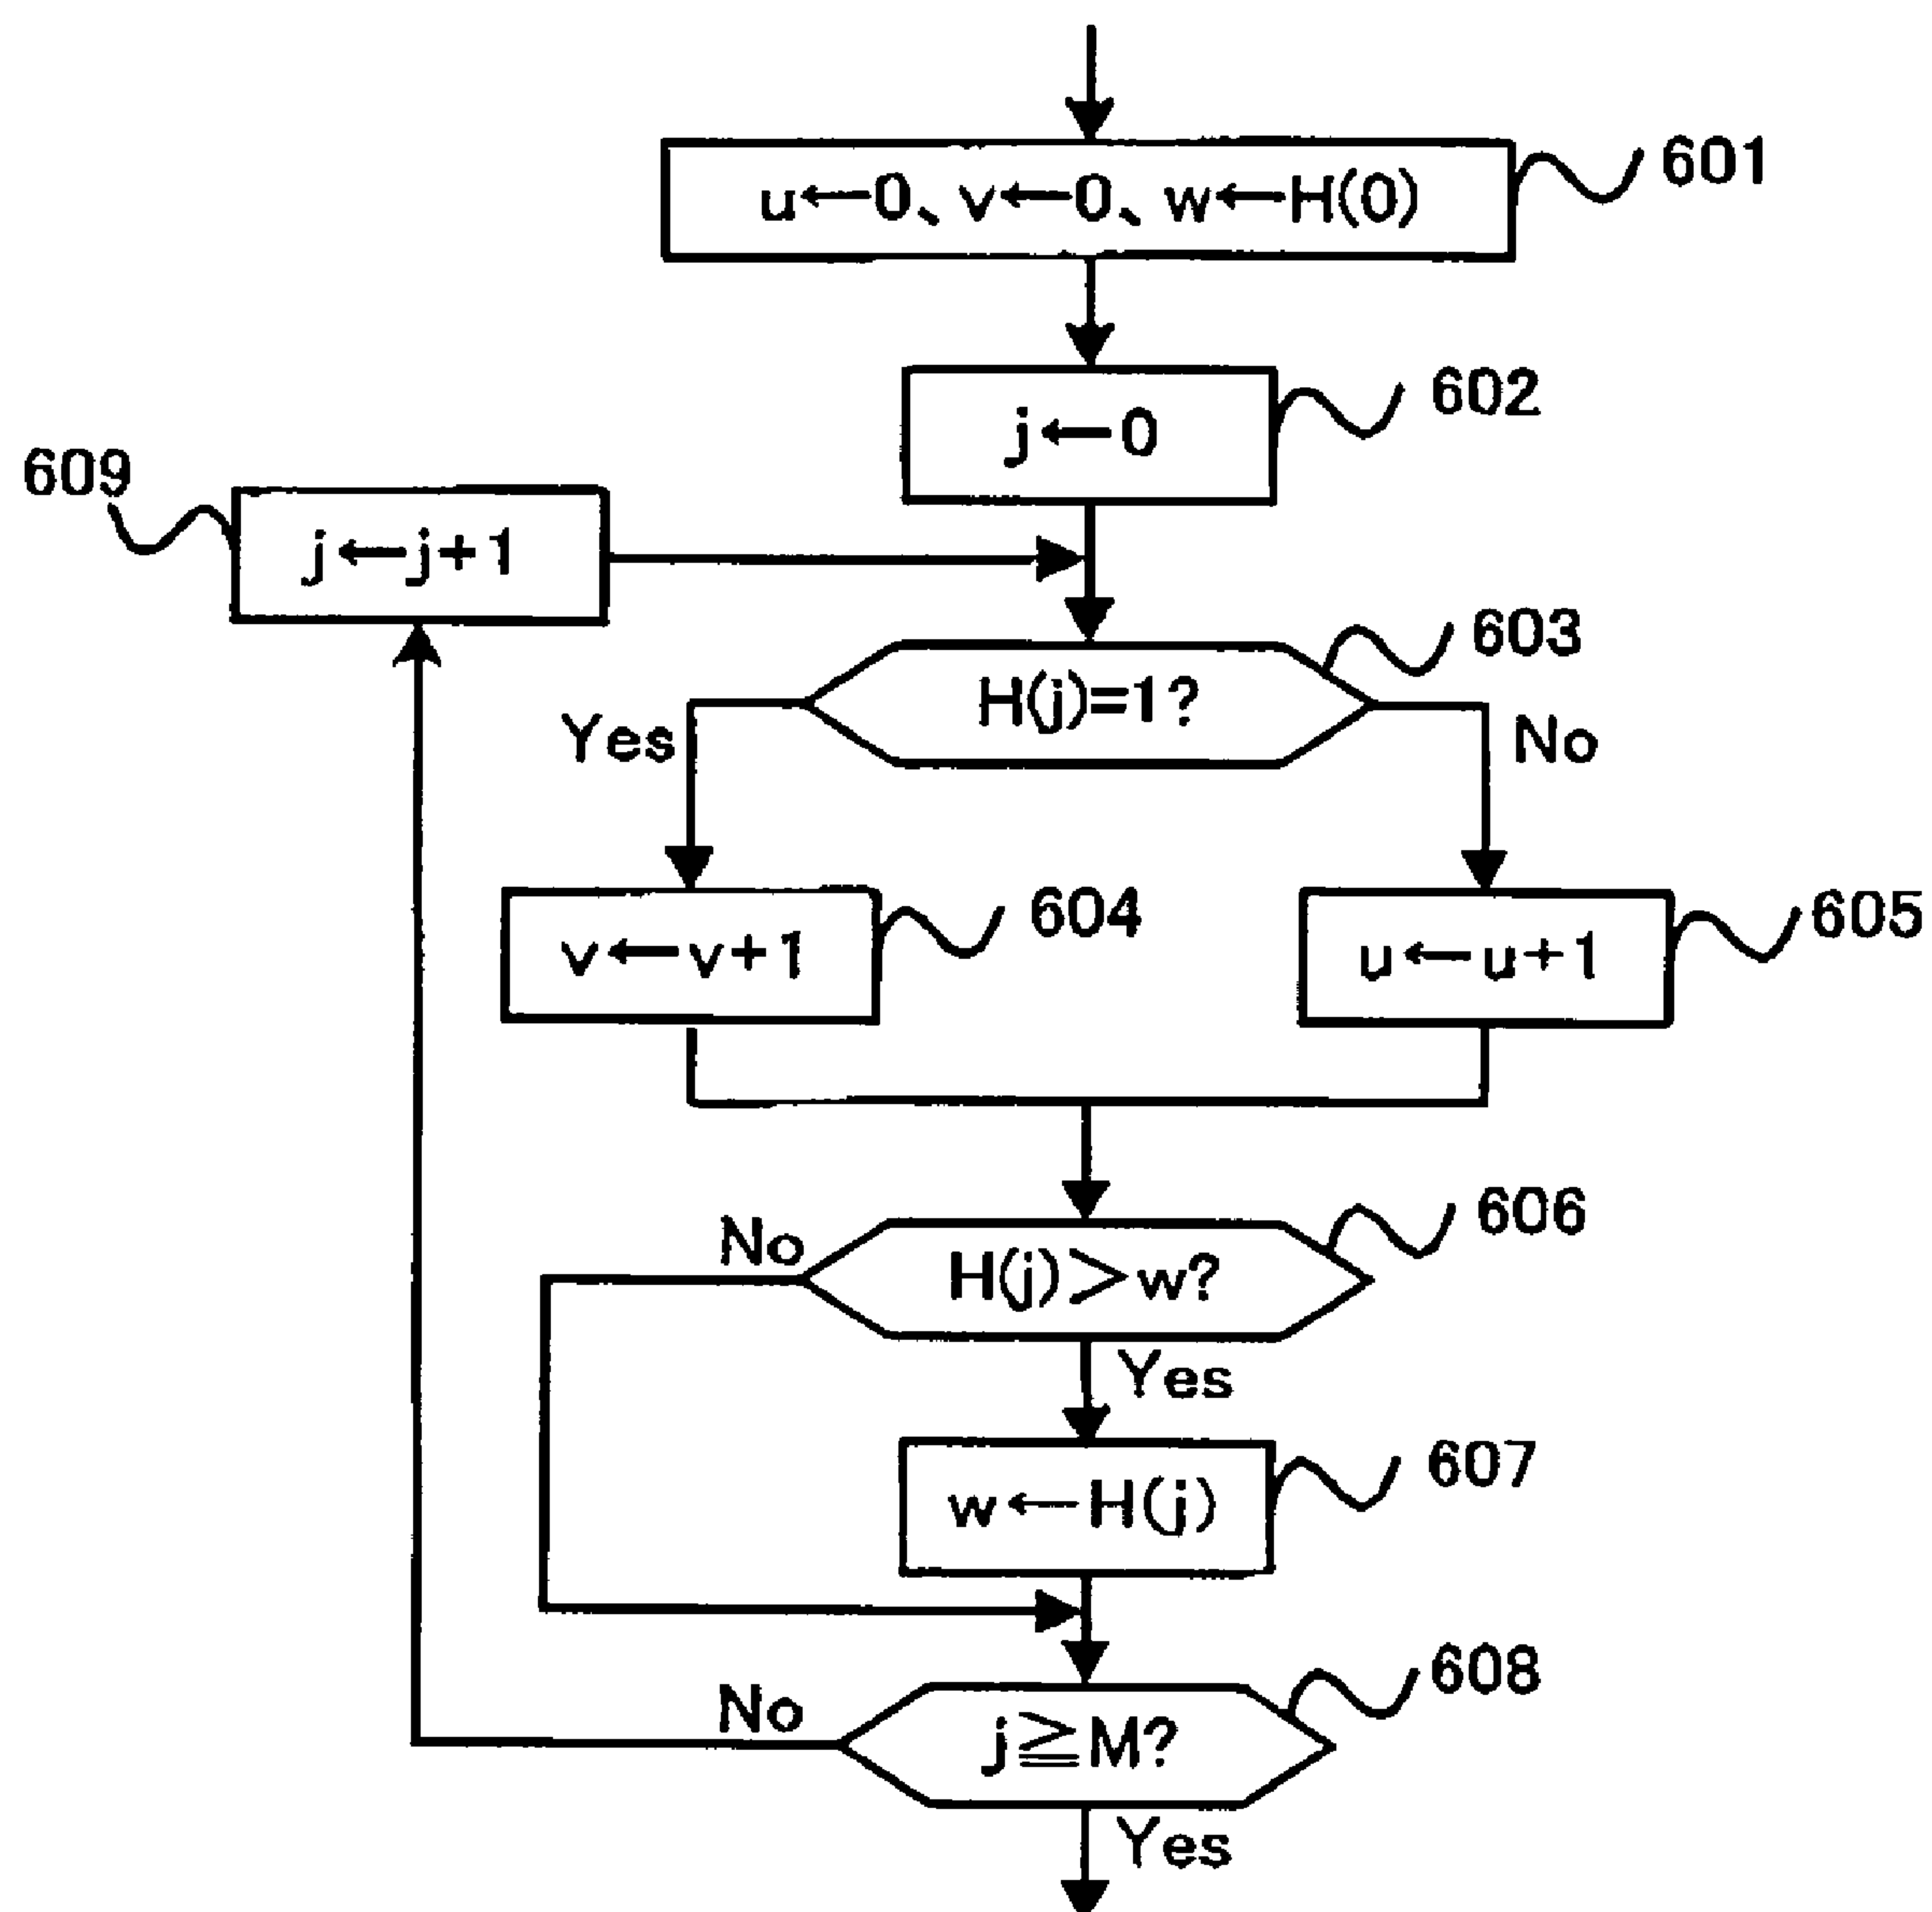 601
u←0、v←0、w←H(0)
602
j←0
609
j←j+1
603
H(j)=1?
Yes
No
604
v←v+1
605
u←u+1
606
No
H(j)>w?
Yes
607
w←H(j)
608
No
j≧M?
Yes